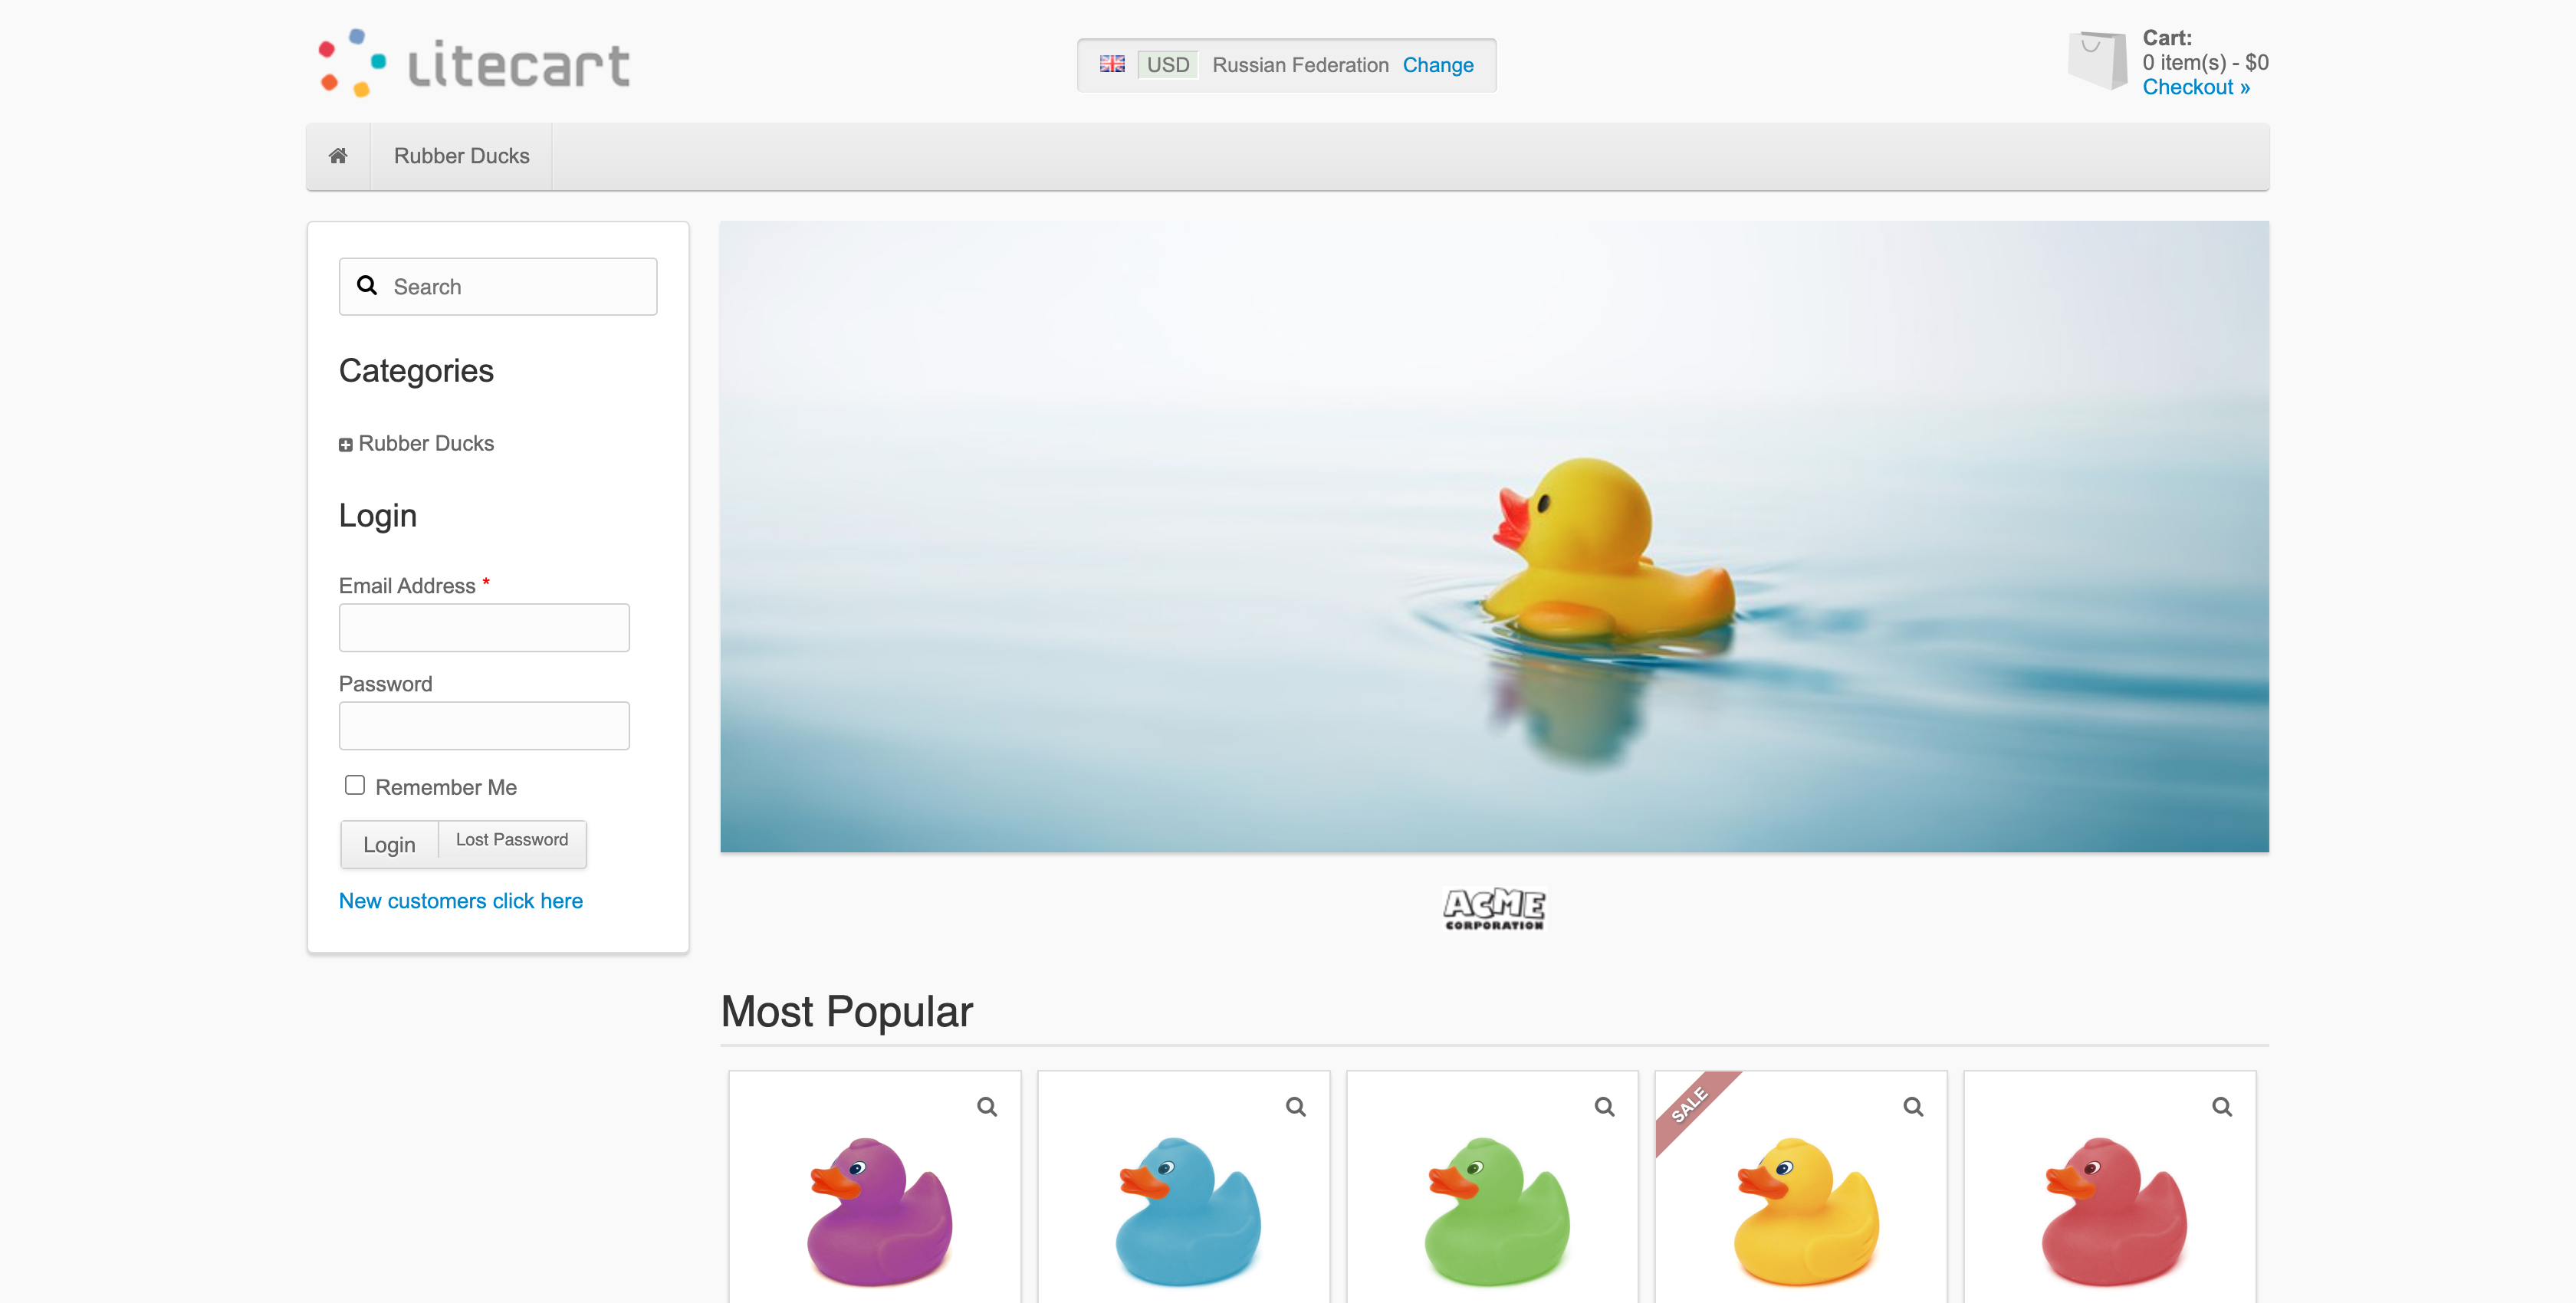 Litecart
USD Russian Federation Change
Cart:
0 item(s) - $0
Checkout »
Rubber Ducks
Search
Categories
Rubber Ducks
Login
Email Address *
Password
Remember Me
Login Lost Password
New customers click here
ACME
CORPORATION
Most Popular
SALE